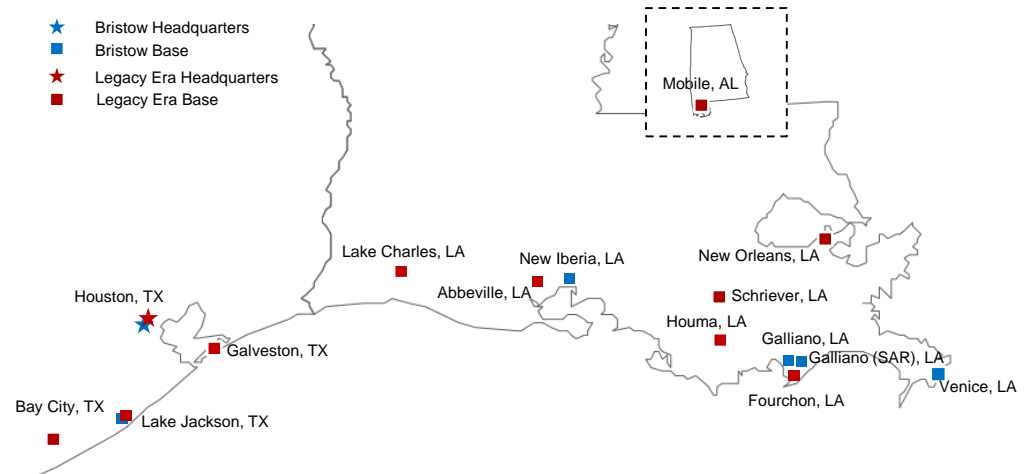 Bristow Headquarters
Bristow Base
Legacy Era Headquarters
Legacy Era Base
Mobile, AL
Lake Charles, LA
New Iberia, LA
New Orleans, LA
Abbeville, LA
Houston, TX
Schriever, LA
Houma, LA
Galliano, LA
Galveston, TX
Galliano (SAR), LA
Venice, LA
Fourchon, LA
Bay City, TX
Lake Jackson, TX